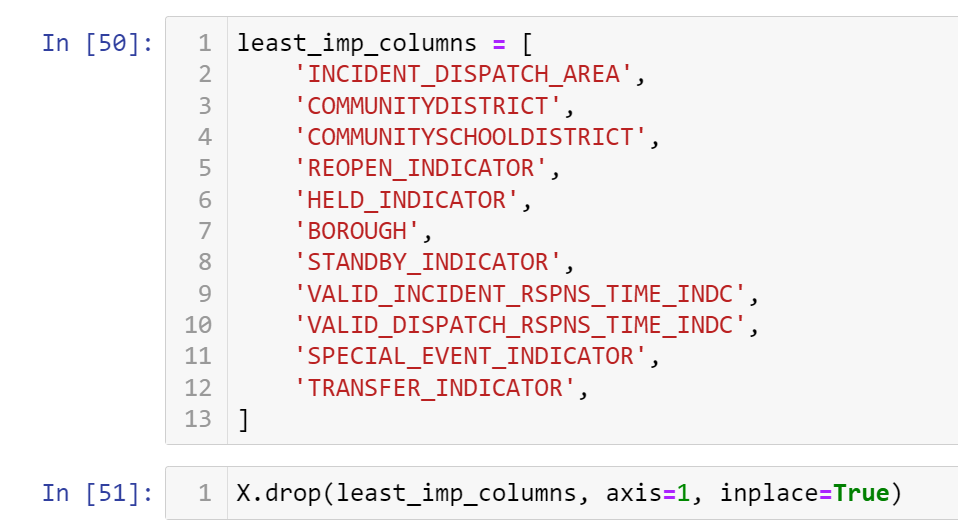 In [50]:
1 least_imp_columns = [
2     'INCIDENT_DISPATCH_AREA',
3     'COMMUNITYDISTRICT',
4     'COMMUNITYSCHOOLDISTRICT',
5     'REOPEN_INDICATOR',
6     'HELD_INDICATOR',
7     'BOROUGH',
8     'STANDBY_INDICATOR',
9     'VALID_INCIDENT_RSPNS_TIME_INDC',
10     'VALID_DISPATCH_RSPNS_TIME_INDC',
11     'SPECIAL_EVENT_INDICATOR',
12     'TRANSFER_INDICATOR',
13 ]
In [51]:
1 X.drop(least_imp_columns, axis=1, inplace=True)